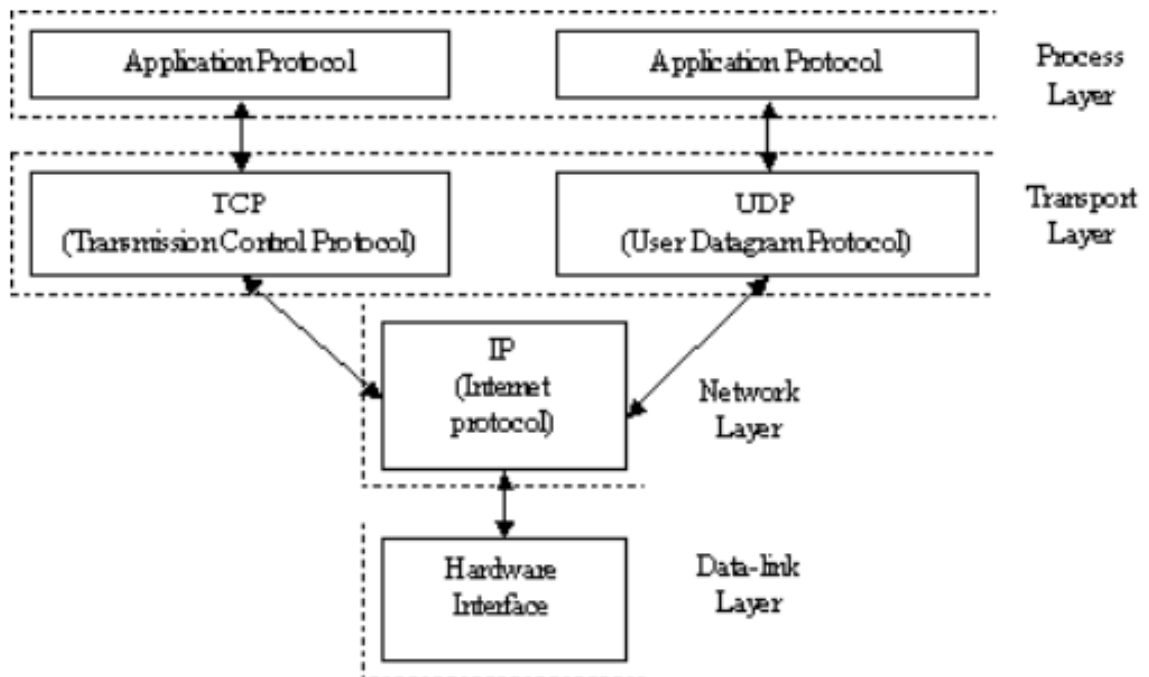 Application Protocol
Application Protocol
Process
Layer
TCP
(Transmission Control Protocol)
UDP
(User Datagram Protocol)
Transport
Layer
IP
(Internet
protocol)
Network
Layer
Hardware
Interface
Data-link
Layer